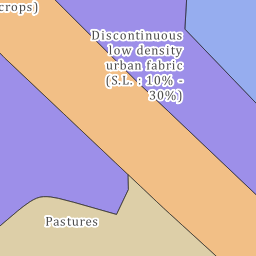 crops)
Discontinuous
low density
urban fabric
(S.L. : 10% -
30%)
Pastures